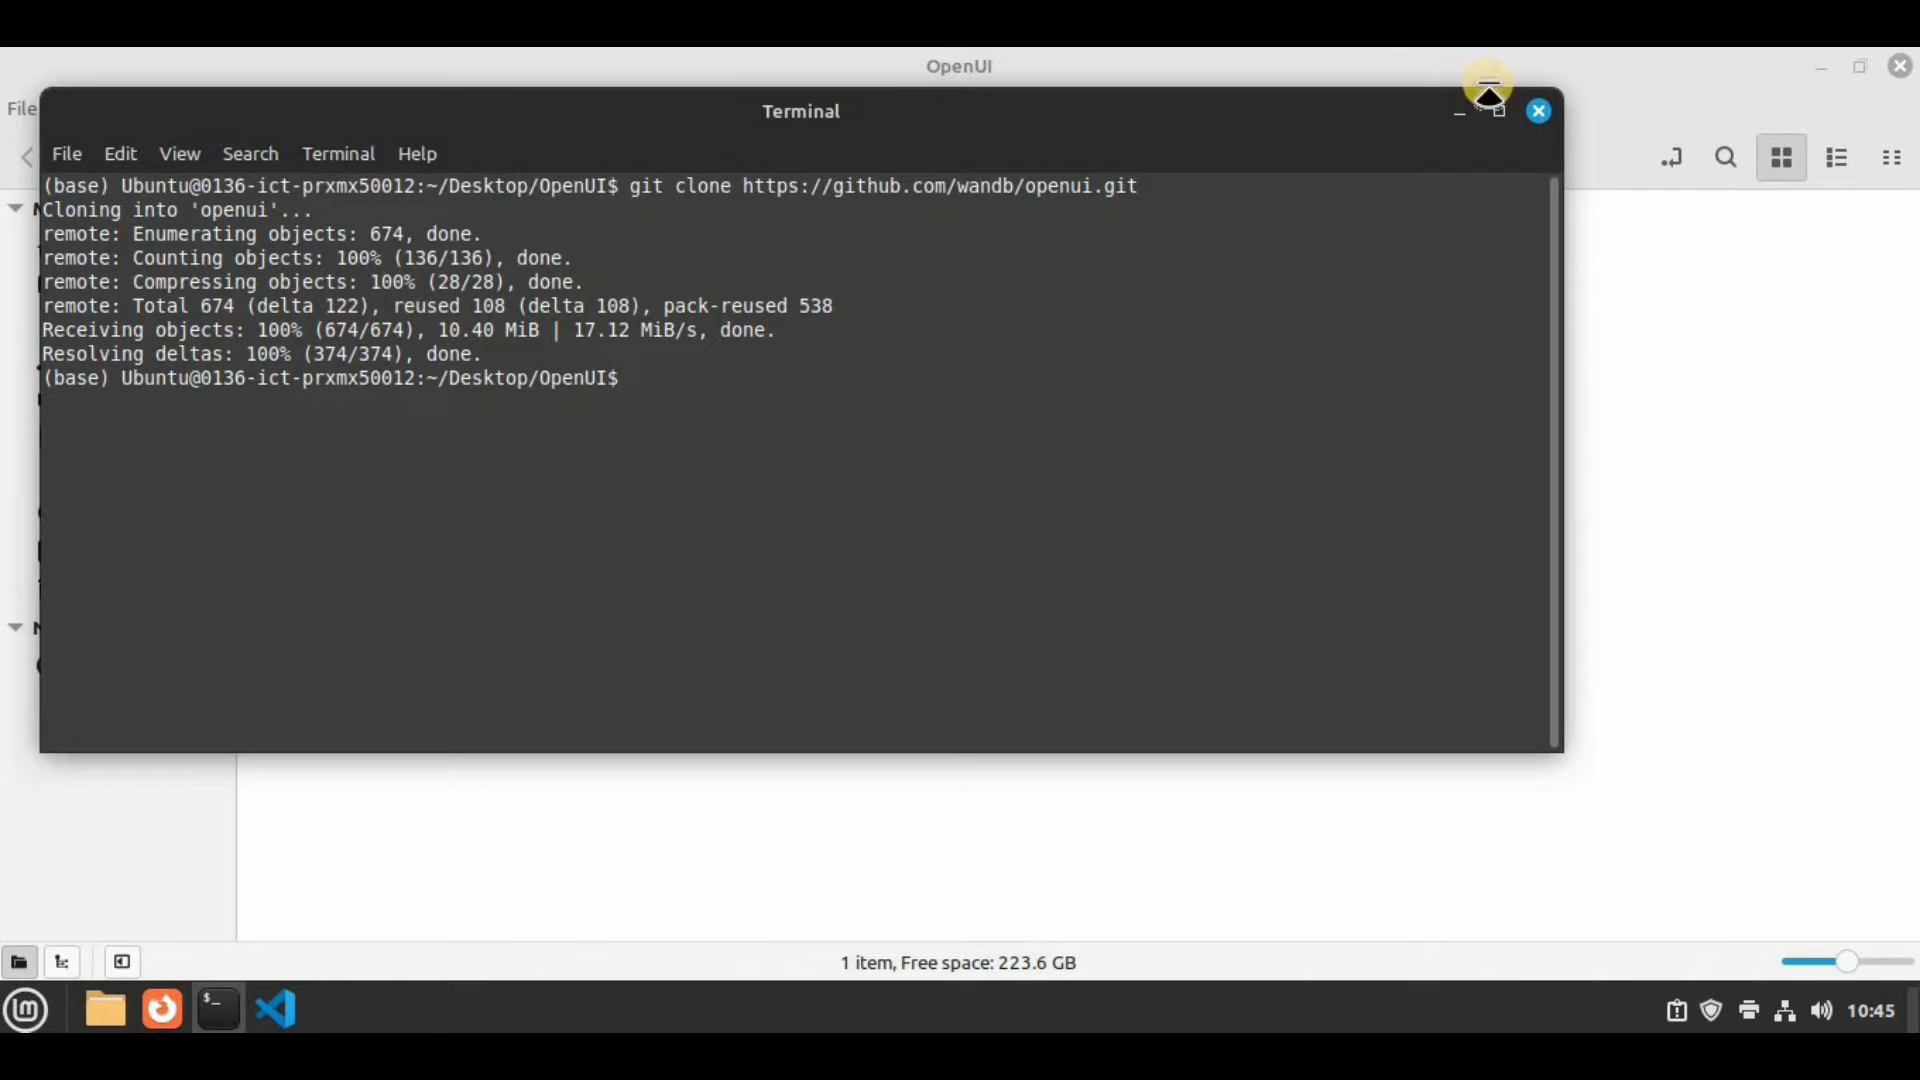 OpenUI
File
Terminal
File Edit View Search Terminal Help
(base) Ubuntu@0136-ict-prxmx50012:~/Desktop/OpenUI$ git clone https://github.com/wandb/openui.git
Cloning into 'openui'...
remote: Enumerating objects: 674, done.
remote: Counting objects: 100% (136/136), done.
remote: Compressing objects: 100% (28/28), done.
remote: Total 674 (delta 122), reused 108 (delta 108), pack-reused 538
Receiving objects: 100% (674/674), 10.40 MiB | 17.12 MiB/s, done.
Resolving deltas: 100% (374/374), done.
(base) Ubuntu@0136-ict-prxmx50012:~/Desktop/OpenUI$
1 item, Free space: 223.6 GB
10:45